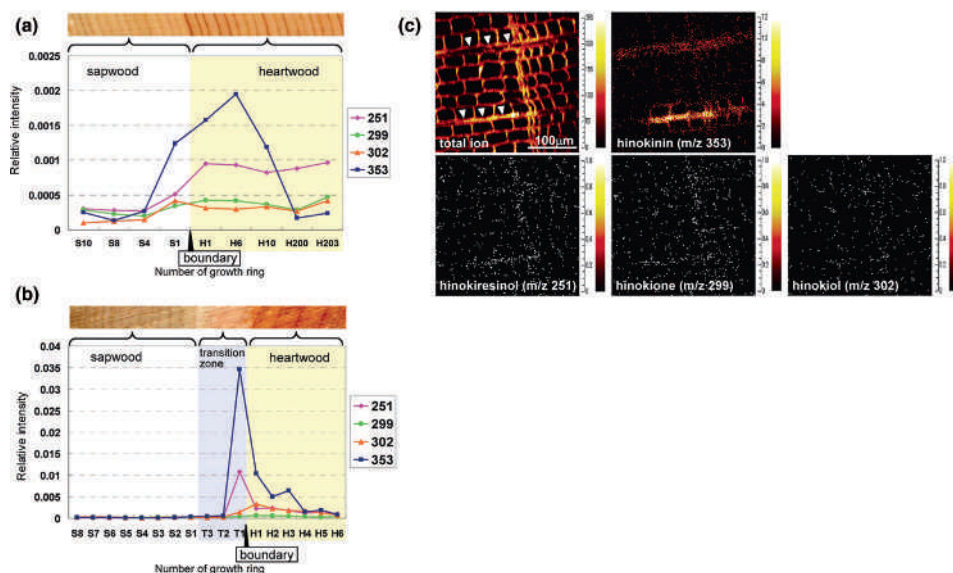 (a)
sapwood heartwood
Relative intensity
0.0025
0.002
0.0015
0.001
0.0005
0
251
299
302
353
S10 S8 S4 S1 H1 H6 H10 H200 H203
boundary
Number of growth ring
(b)
sapwood transition zone heartwood
Relative intensity
0.04
0.035
0.03
0.025
0.02
0.015
0.01
0.005
0
251
299
302
353
S8 S7 S6 S5 S4 S3 S2 S1 T3 T2 T1 H1 H2 H3 H4 H5 H6
boundary
Number of growth ring
(c)
total ion
100μm
hinokinin (m/z 353)
hinokiresinol (m/z 251)
hinokione (m/z 299)
hinokiol (m/z 302)